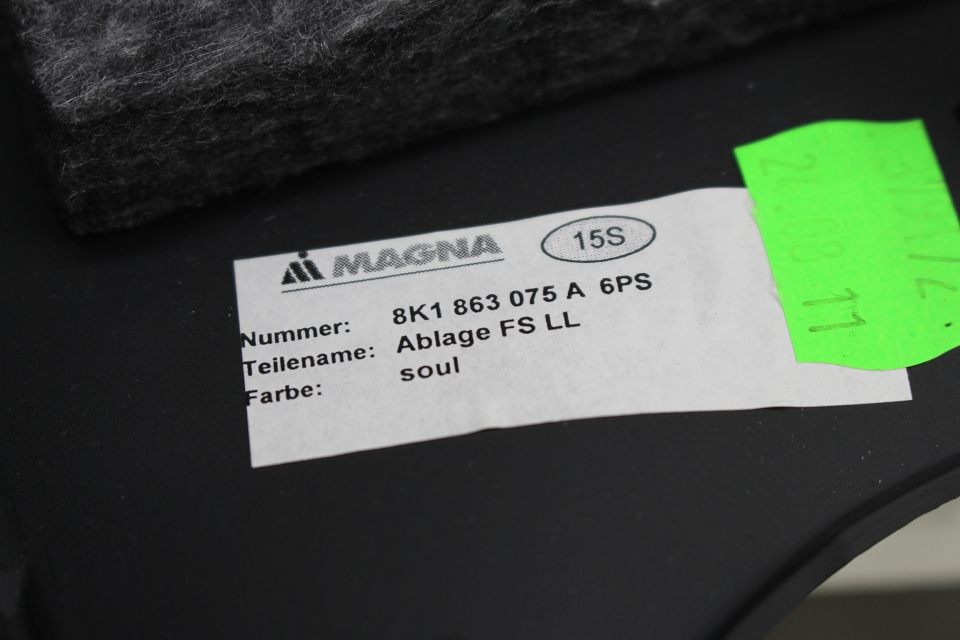 MAGNA 15S
Nummer: 8K1 863 075 A 6PS
Teilename: Ablage FS LL
Farbe: soul